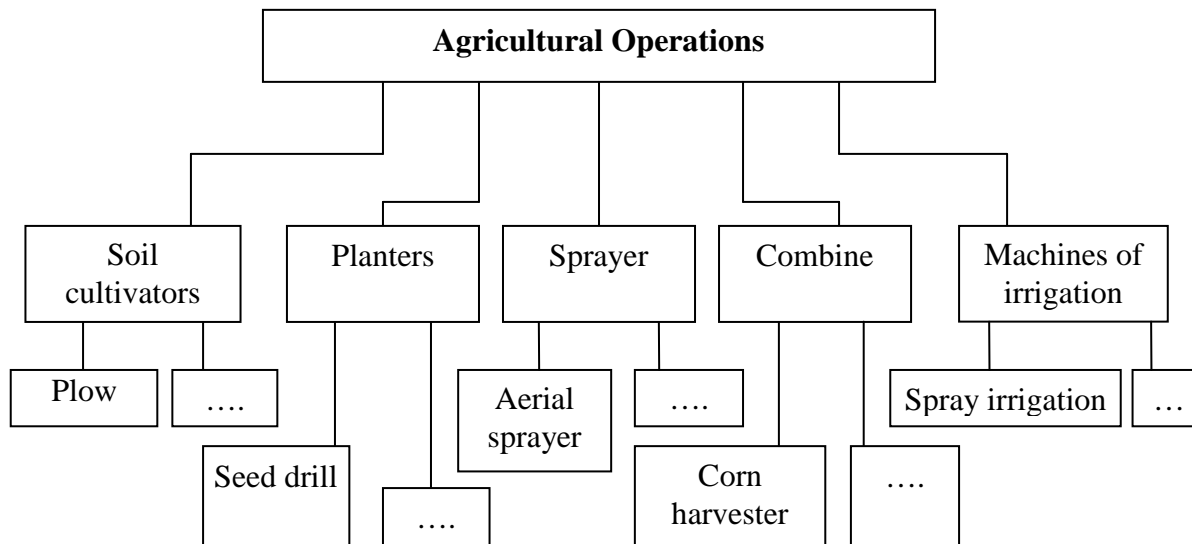 Agricultural Operations
Soil
cultivators
Planters
Sprayer
Combine
Machines of
irrigation
Plow
….
Seed drill
….
Aerial
sprayer
….
Corn
harvester
….
Spray irrigation
…